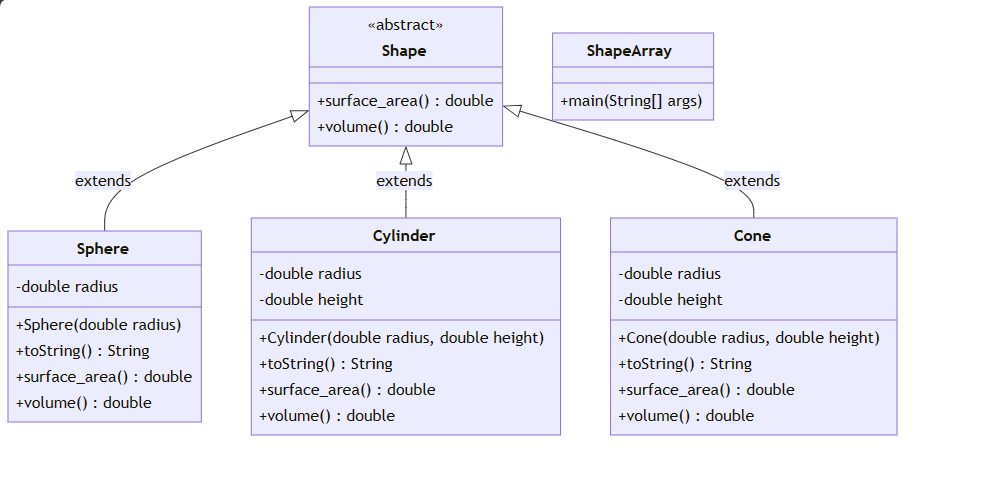 «abstract»
Shape
+surface_area() : double
+volume() : double
ShapeArray
+main(String[] args)
extends
extends
extends
Sphere
-double radius
+Sphere(double radius)
+toString() : String
+surface_area() : double
+volume() : double
Cylinder
-double radius
-double height
+Cylinder(double radius, double height)
+toString() : String
+surface_area() : double
+volume() : double
Cone
-double radius
-double height
+Cone(double radius, double height)
+toString() : String
+surface_area() : double
+volume() : double